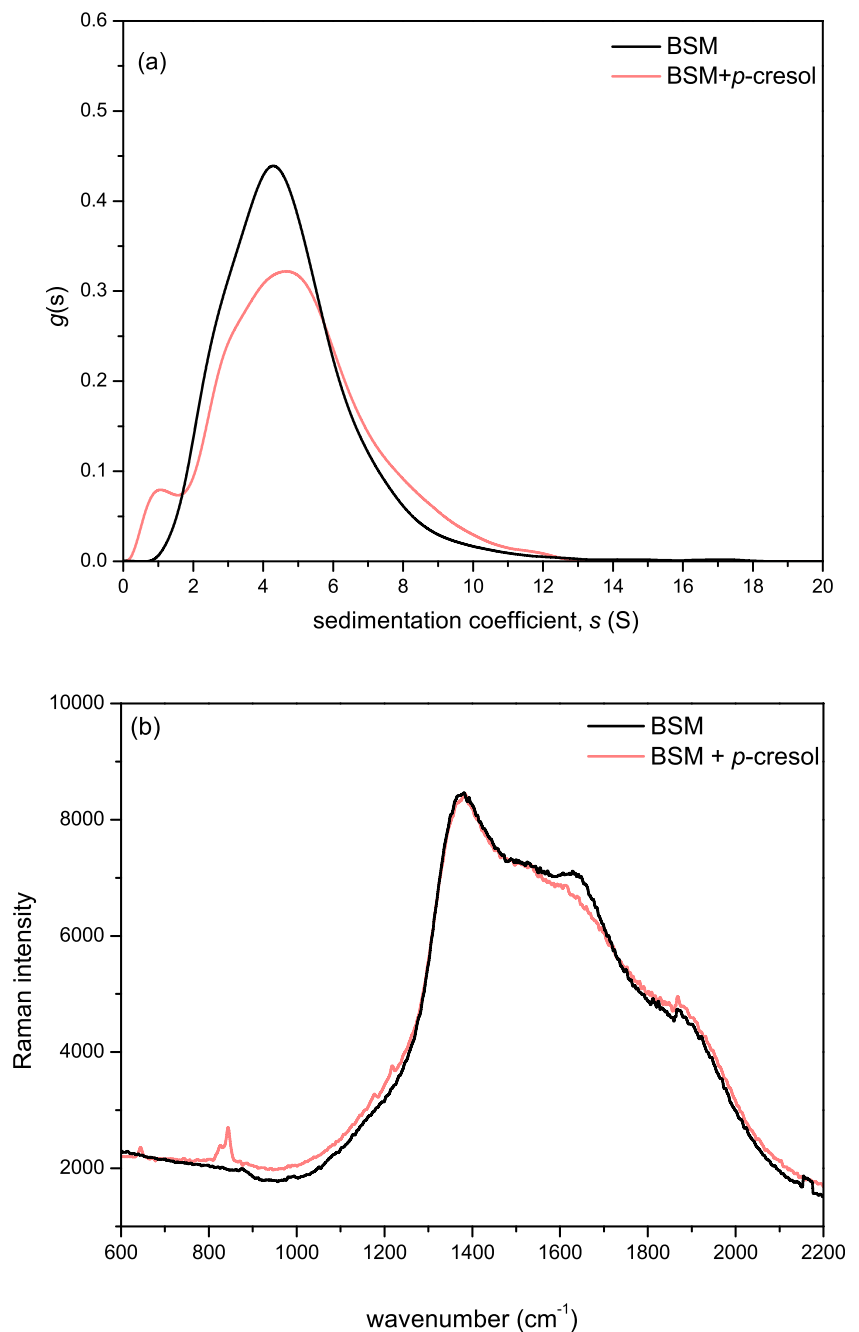 0.6
(a)
BSM
BSM+p-cresol
0.5
0.4
0.3
g(s)
0.2
0.1
0.0
0 2 4 6 8 10 12 14 16 18 20
sedimentation coefficient, s (S)
10000
(b)
BSM
BSM + p-cresol
8000
6000
Raman intensity
4000
2000
600 800 1000 1200 1400 1600 1800 2000 2200
wavenumber (cm⁻¹)